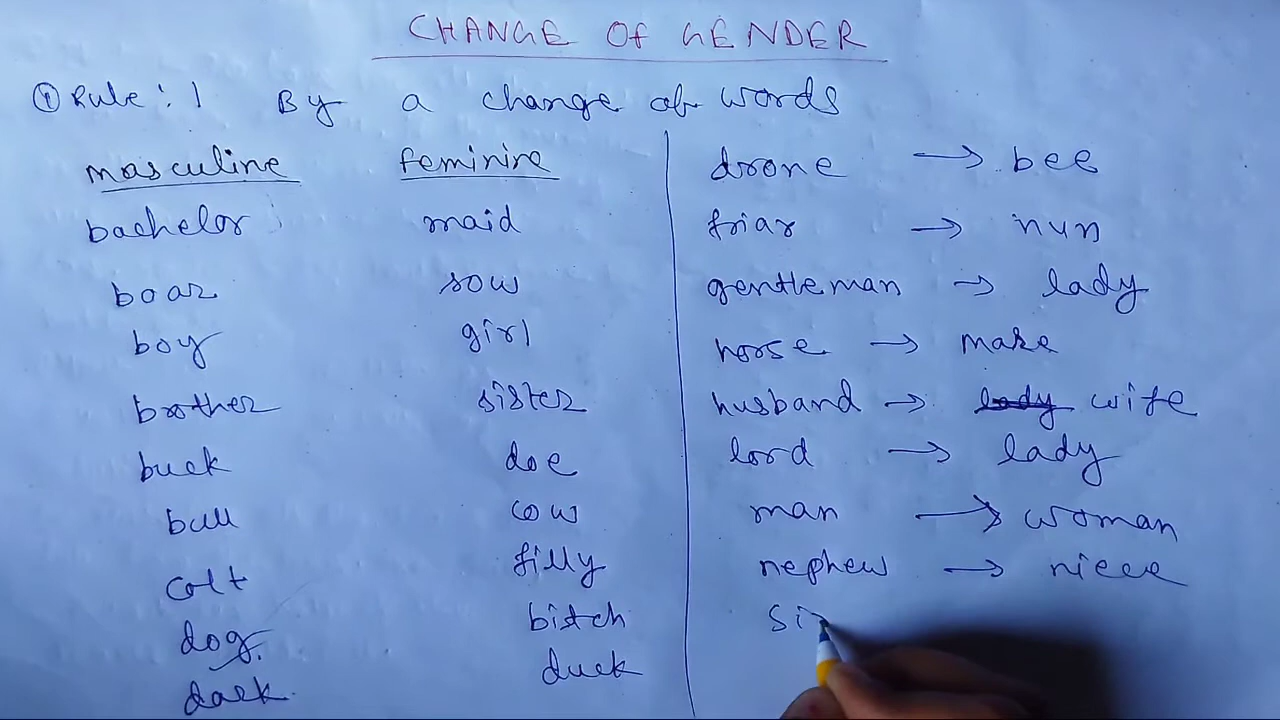 CHANGE OF GENDER
① Rule: 1 By a change of words
masculine feminine
bachelor maid
boar sow
boy girl
brother sister
buck doe
bull cow
colt filly
dog bitch
duck
drone → bee
friar → nun
gentleman → lady
horse → mare
husband → lady wife
lord → lady
man → woman
nephew → niece
Si